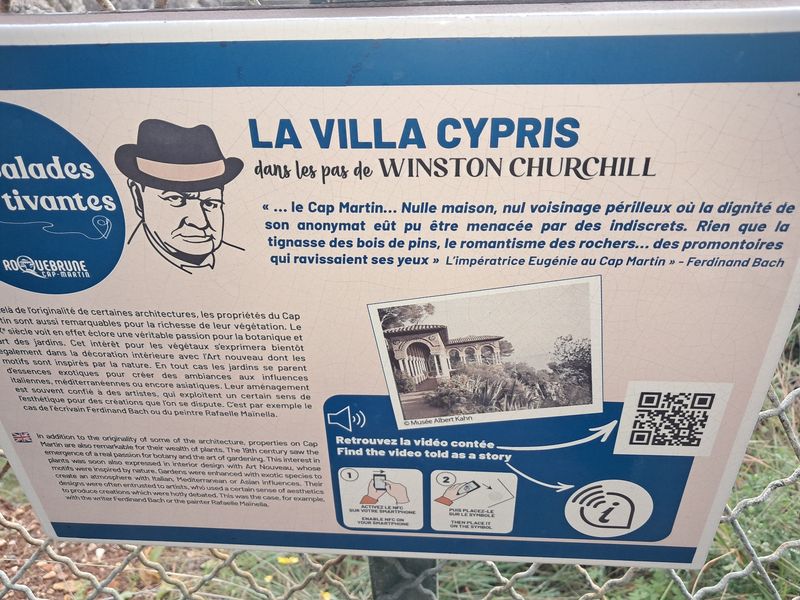 alades
tivantes
ROQUEBRUNE
CAP-MARTIN
LA VILLA CYPRIS
dans les pas de WINSTON CHURCHILL
« ... le Cap Martin... Nulle maison, nul voisinage périlleux où la dignité de
son anonymat eût pu être menacée par des indiscrets. Rien que la
tignasse des bois de pins, le romantisme des rochers... des promontoires
qui ravissaient ses yeux » L'impératrice Eugénie au Cap Martin » - Ferdinand Bach
delà de l'originalité de certaines architectures, les propriétés du Cap
tin sont aussi remarquables pour la richesse de leur végétation. Le
siècle voit en effet éclore une véritable passion pour la botanique et
art des jardins. Cet intérêt pour les végétaux s'exprimera bientôt
également dans la décoration intérieure avec l'Art nouveau dont les
motifs sont inspirés par la nature. En tout cas les jardins se parent
d'essences exotiques pour créer des ambiances aux influences
italiennes, méditerranéennes ou encore asiatiques. Leur aménagement
est souvent confié à des artistes, qui exploitent un certain sens de
l'esthétique pour des créations que l'on se dispute. C'est par exemple le
cas de l'écrivain Ferdinand Bach ou du peintre Rafaelle Maïnella.
In addition to the originality of some of the architecture, properties on Cap
Martin are also remarkable for their wealth of plants. The 19th century saw the
emergence of a real passion for botany and the art of gardening. This interest in
plants was soon also expressed in interior design with Art Nouveau, whose
motifs were inspired by nature. Gardens were enhanced with exotic species to
create an atmosphere with Italian, Mediterranean or Asian influences. Their
designs were often entrusted to artists, who used a certain sense of aesthetics
to produce creations which were hotly debated. This was the case, for example,
with the writer Ferdinand Bach or the painter Rafaelle Maïnella.
© Musée Albert Kahn
Retrouvez la vidéo contée
Find the video told as a story
1
ACTIVEZ LE NFC
SUR VOTRE SMARTPHONE
ENABLE NFC ON
YOUR SMARTPHONE
2
PUIS PLACEZ-LE
SUR LE SYMBOLE
THEN PLACE IT
ON THE SYMBOL
i